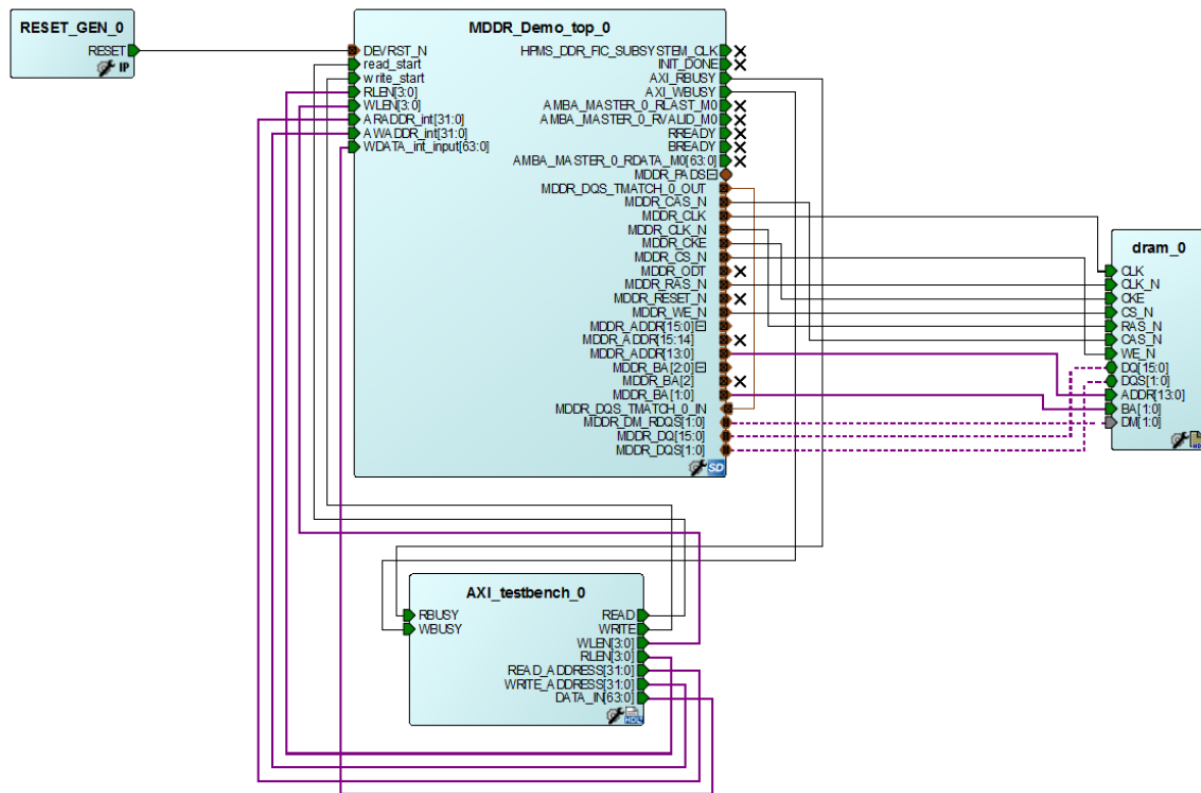 RESET_GEN_0
RESET
IP
MDDR_Demo_top_0
DEVRST_N
read_start
write_start
RLEN[3:0]
WLEN[3:0]
ARADDR_int[31:0]
AWADDR_int[31:0]
WDATA_int_input[63:0]
HPMS_DDR_FIC_SUBSYSTEM_CLK
INIT_DONE
AXI_RBUSY
AXI_WBUSY
AMBA_MASTER_0_RLAST_M0
AMBA_MASTER_0_RVALID_M0
RREADY
BREADY
AMBA_MASTER_0_RDATA_M0[63:0]
MDDR_PADS
MDDR_DQS_TMATCH_0_OUT
MDDR_CAS_N
MDDR_CLK
MDDR_CLK_N
MDDR_CKE
MDDR_CS_N
MDDR_ODT
MDDR_RAS_N
MDDR_RESET_N
MDDR_WE_N
MDDR_ADDR[15:0]
MDDR_ADDR[15:14]
MDDR_ADDR[13:0]
MDDR_BA[2:0]
MDDR_BA[2]
MDDR_BA[1:0]
MDDR_DQS_TMATCH_0_IN
MDDR_DM_RDQS[1:0]
MDDR_DQ[15:0]
MDDR_DQS[1:0]
SD
dram_0
CLK
CLK_N
CKE
CS_N
RAS_N
CAS_N
WE_N
DQ[15:0]
DQS[1:0]
ADDR[13:0]
BA[1:0]
DM[1:0]
AXI_testbench_0
RBUSY
WBUSY
READ
WRITE
WLEN[3:0]
RLEN[3:0]
READ_ADDRESS[31:0]
WRITE_ADDRESS[31:0]
DATA_IN[63:0]
HDL